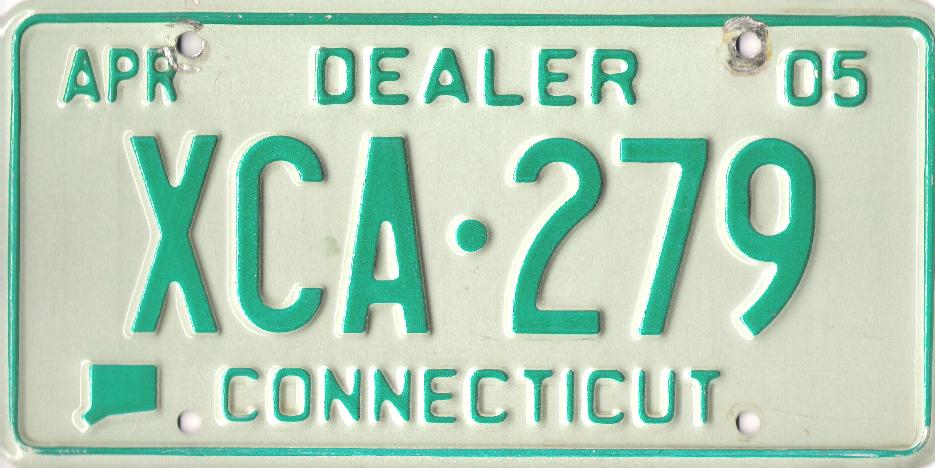 APR DEALER 05
XCA·279
CONNECTICUT